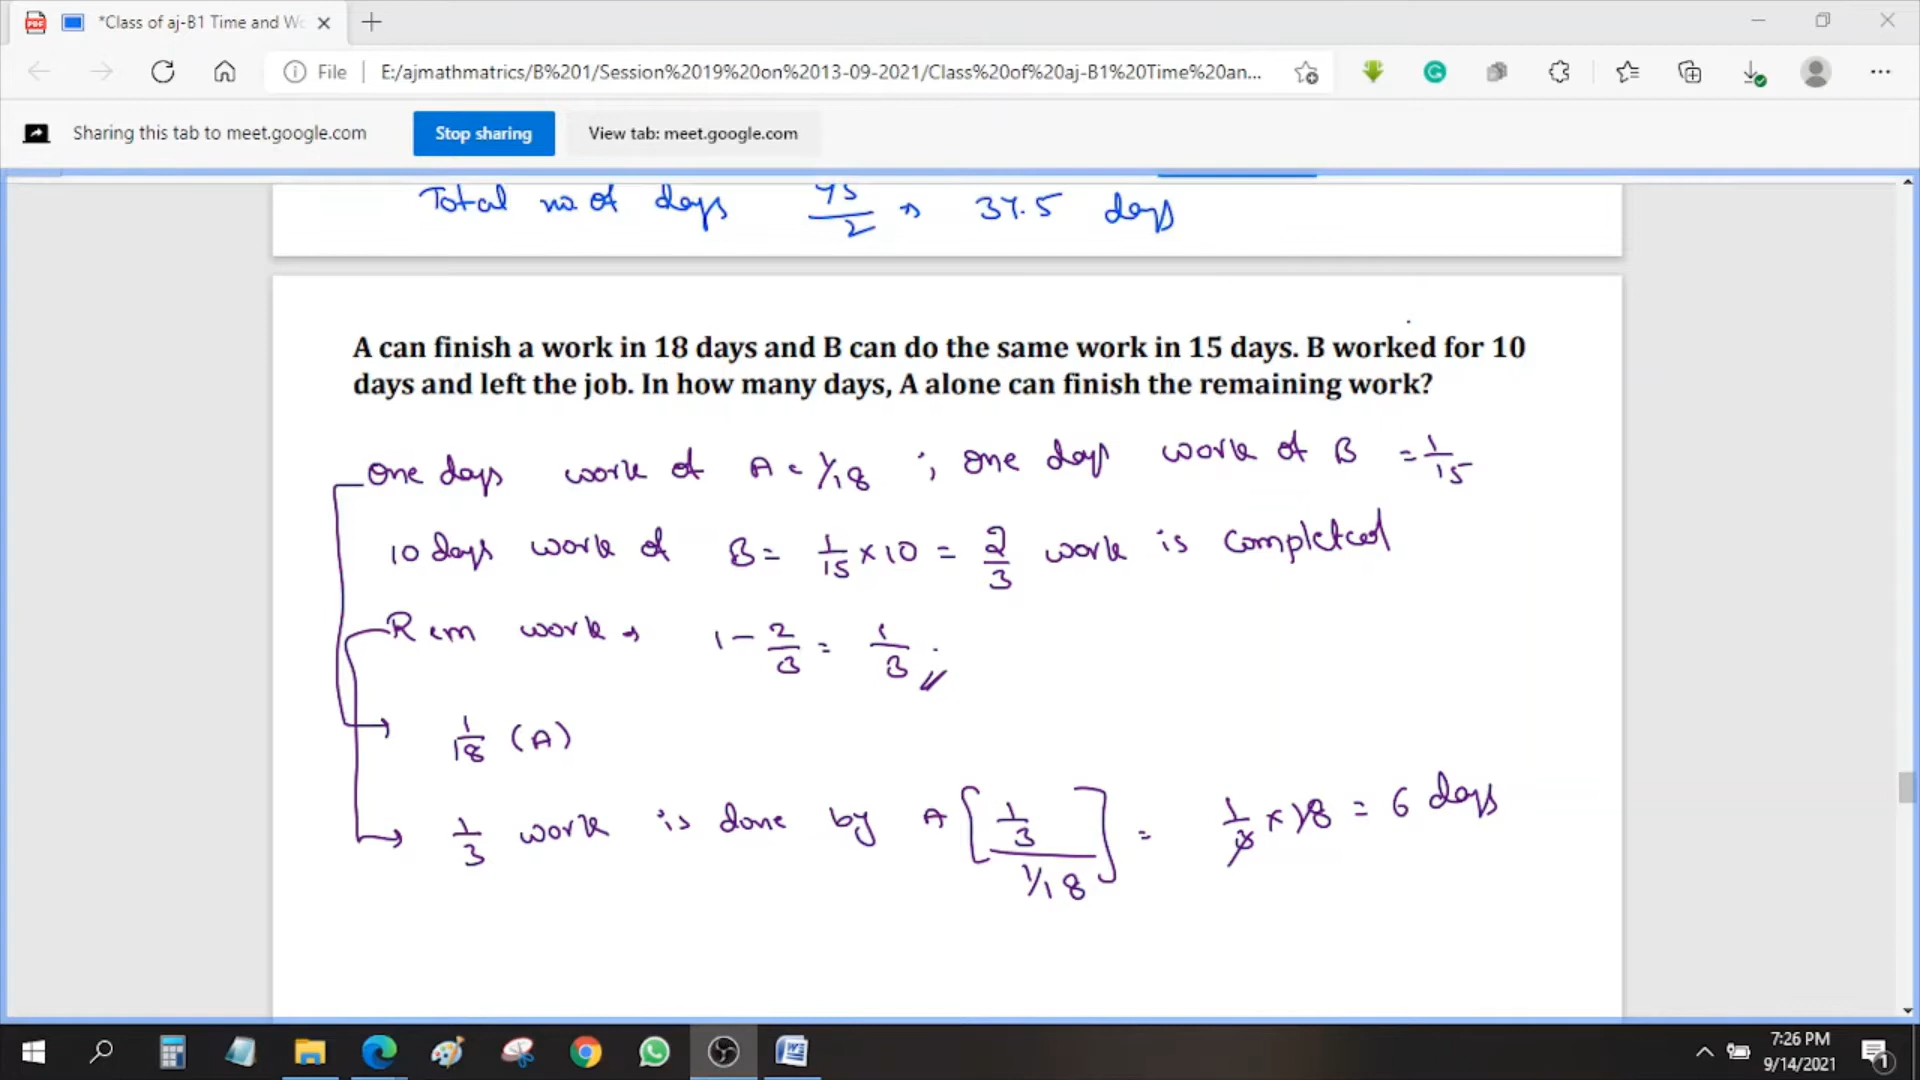 *Class of aj-B1 Time and Wo
File
E:/ajmathmatrics/B%201/Session%2019%20on%2013-09-2021/Class%20of%20aj-B1%20Time%20an...
Sharing this tab to meet.google.com
Stop sharing
View tab: meet.google.com
Total no of days 75/2 → 37.5 days
A can finish a work in 18 days and B can do the same work in 15 days. B worked for 10
days and left the job. In how many days, A alone can finish the remaining work?
One days work of A = 1/18 ; one days work of B = 1/15
10 days work of B = 1/15 × 10 = 2/3 work is completed
Rem work → 1 - 2/3 = 1/3
1/18 (A)
1/3 work is done by A [1/3 / 1/18] = 1/3 × 18 = 6 days
7:26 PM
9/14/2021
1